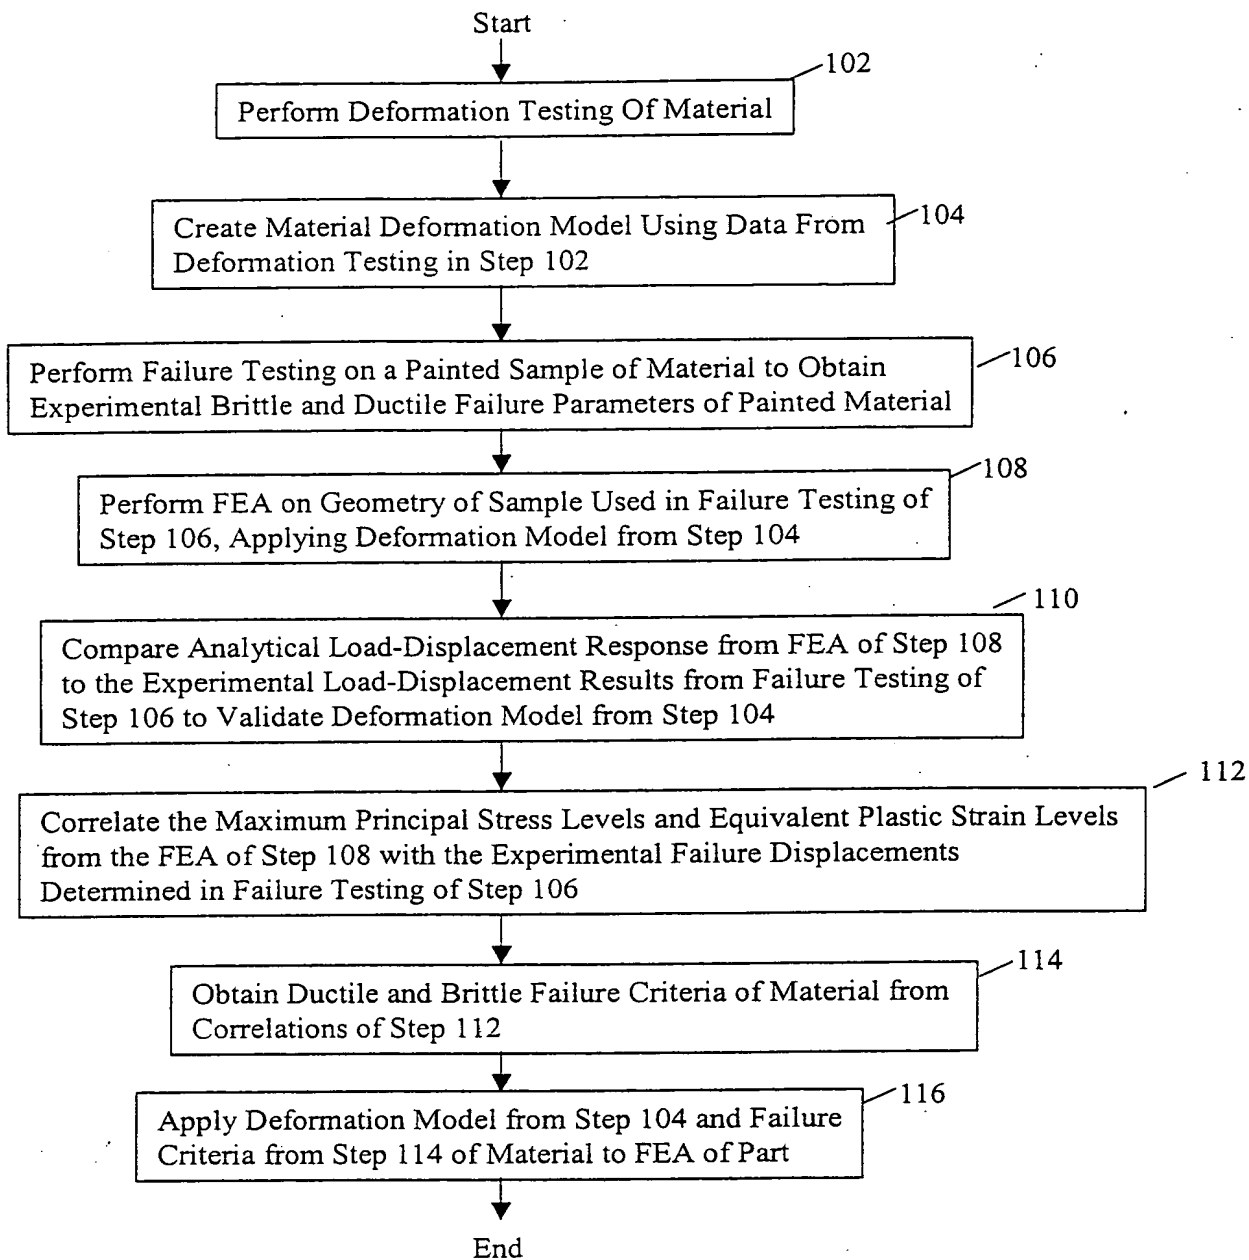 Start
102
Perform Deformation Testing Of Material
104
Create Material Deformation Model Using Data From
Deformation Testing in Step 102
106
Perform Failure Testing on a Painted Sample of Material to Obtain
Experimental Brittle and Ductile Failure Parameters of Painted Material
108
Perform FEA on Geometry of Sample Used in Failure Testing of
Step 106, Applying Deformation Model from Step 104
110
Compare Analytical Load-Displacement Response from FEA of Step 108
to the Experimental Load-Displacement Results from Failure Testing of
Step 106 to Validate Deformation Model from Step 104
112
Correlate the Maximum Principal Stress Levels and Equivalent Plastic Strain Levels
from the FEA of Step 108 with the Experimental Failure Displacements
Determined in Failure Testing of Step 106
114
Obtain Ductile and Brittle Failure Criteria of Material from
Correlations of Step 112
116
Apply Deformation Model from Step 104 and Failure
Criteria from Step 114 of Material to FEA of Part
End